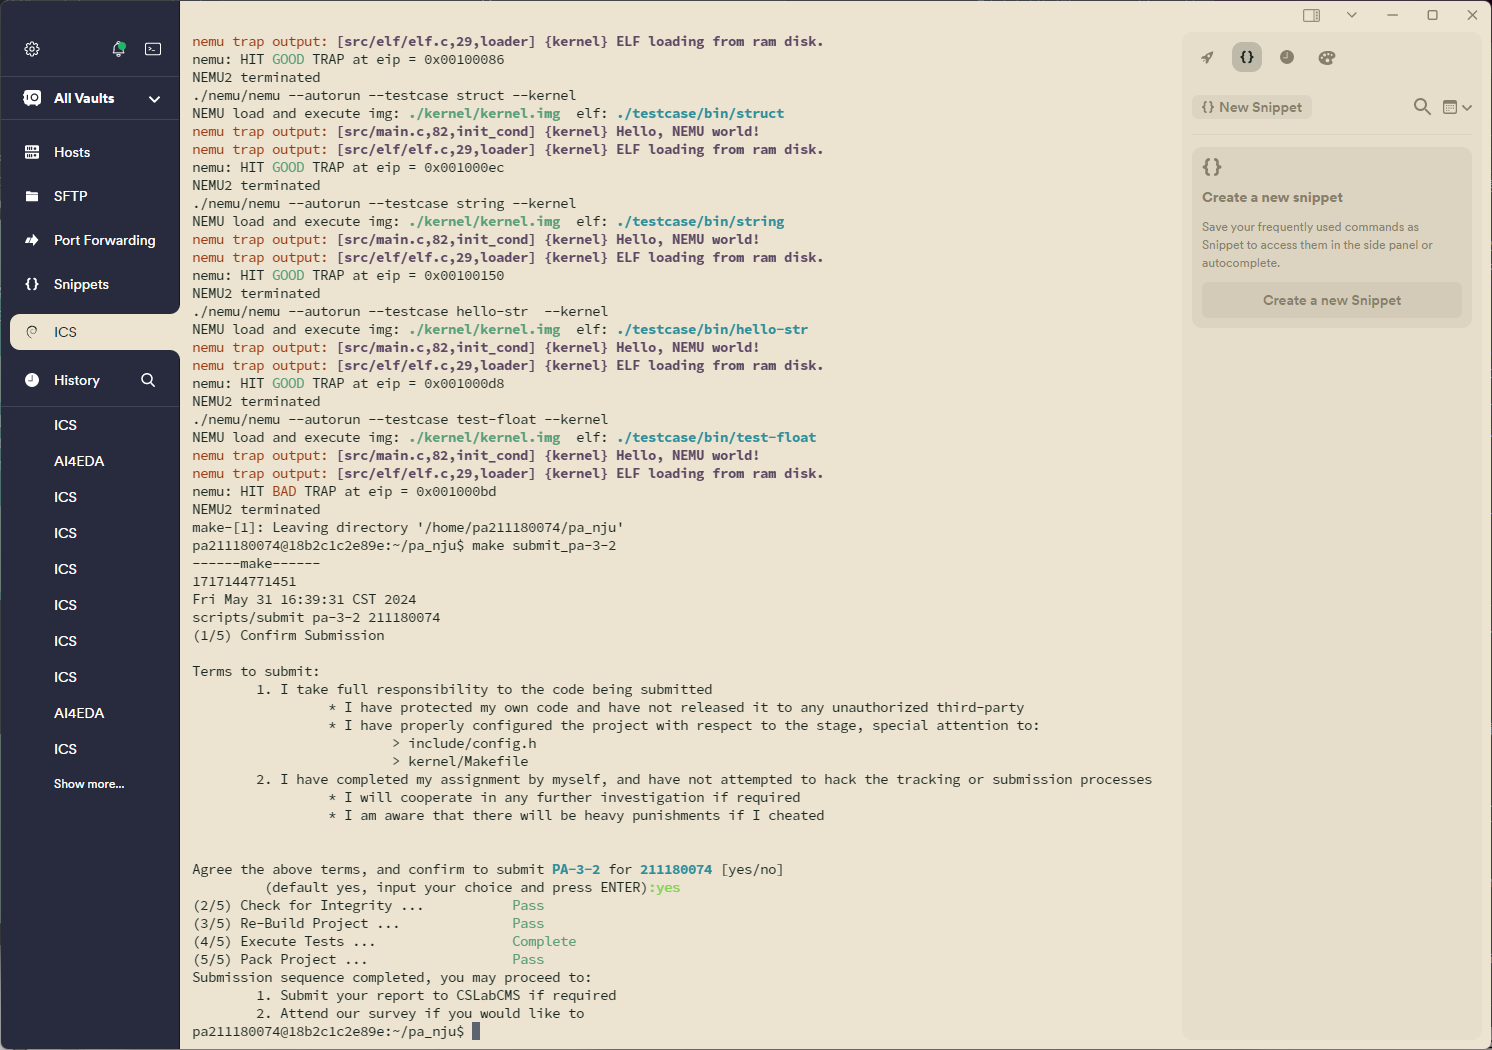 All Vaults
Hosts
SFTP
Port Forwarding
Snippets
ICS
History
ICS
AI4EDA
ICS
ICS
ICS
ICS
ICS
ICS
AI4EDA
ICS
Show more...
nemu trap output: [src/elf/elf.c,29,loader] {kernel} ELF loading from ram disk.
nemu: HIT GOOD TRAP at eip = 0x00100086
NEMU2 terminated
./nemu/nemu --autorun --testcase struct --kernel
NEMU load and execute img: ./kernel/kernel.img  elf: ./testcase/bin/struct
nemu trap output: [src/main.c,82,init_cond] {kernel} Hello, NEMU world!
nemu trap output: [src/elf/elf.c,29,loader] {kernel} ELF loading from ram disk.
nemu: HIT GOOD TRAP at eip = 0x001000ec
NEMU2 terminated
./nemu/nemu --autorun --testcase string --kernel
NEMU load and execute img: ./kernel/kernel.img  elf: ./testcase/bin/string
nemu trap output: [src/main.c,82,init_cond] {kernel} Hello, NEMU world!
nemu trap output: [src/elf/elf.c,29,loader] {kernel} ELF loading from ram disk.
nemu: HIT GOOD TRAP at eip = 0x00100150
NEMU2 terminated
./nemu/nemu --autorun --testcase hello-str  --kernel
NEMU load and execute img: ./kernel/kernel.img  elf: ./testcase/bin/hello-str
nemu trap output: [src/main.c,82,init_cond] {kernel} Hello, NEMU world!
nemu trap output: [src/elf/elf.c,29,loader] {kernel} ELF loading from ram disk.
nemu: HIT GOOD TRAP at eip = 0x001000d8
NEMU2 terminated
./nemu/nemu --autorun --testcase test-float --kernel
NEMU load and execute img: ./kernel/kernel.img  elf: ./testcase/bin/test-float
nemu trap output: [src/main.c,82,init_cond] {kernel} Hello, NEMU world!
nemu trap output: [src/elf/elf.c,29,loader] {kernel} ELF loading from ram disk.
nemu: HIT BAD TRAP at eip = 0x001000bd
NEMU2 terminated
make-[1]: Leaving directory '/home/pa211180074/pa_nju'
pa211180074@18b2c1c2e89e:~/pa_nju$ make submit_pa-3-2
------make------
1717144771451
Fri May 31 16:39:31 CST 2024
scripts/submit pa-3-2 211180074
(1/5) Confirm Submission
Terms to submit:
1. I take full responsibility to the code being submitted
* I have protected my own code and have not released it to any unauthorized third-party
* I have properly configured the project with respect to the stage, special attention to:
> include/config.h
> kernel/Makefile
2. I have completed my assignment by myself, and have not attempted to hack the tracking or submission processes
* I will cooperate in any further investigation if required
* I am aware that there will be heavy punishments if I cheated
Agree the above terms, and confirm to submit PA-3-2 for 211180074 [yes/no]
(default yes, input your choice and press ENTER):yes
(2/5) Check for Integrity ... Pass
(3/5) Re-Build Project ... Pass
(4/5) Execute Tests ... Complete
(5/5) Pack Project ... Pass
Submission sequence completed, you may proceed to:
1. Submit your report to CSLabCMS if required
2. Attend our survey if you would like to
pa211180074@18b2c1c2e89e:~/pa_nju$
{} New Snippet
{}
Create a new snippet
Save your frequently used commands as
Snippet to access them in the side panel or
autocomplete.
Create a new Snippet